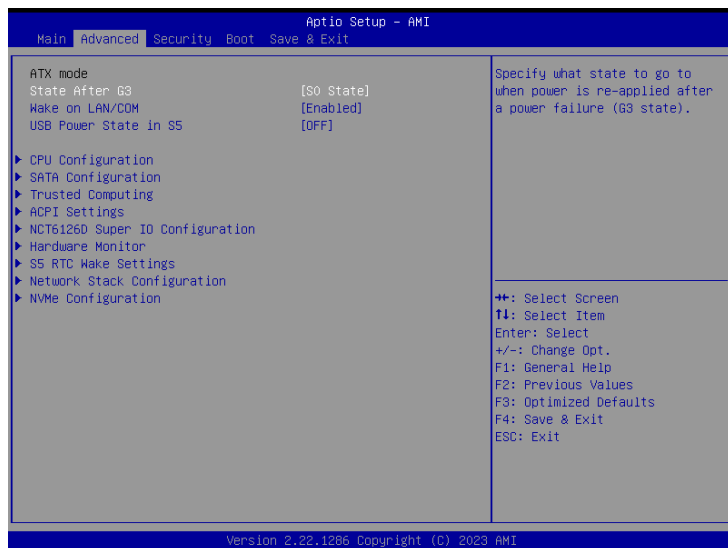 Aptio Setup - AMI
Main Advanced Security Boot Save & Exit
ATX mode
State After G3 [S0 State]
Wake on LAN/COM [Enabled]
USB Power State in S5 [OFF]
CPU Configuration
SATA Configuration
Trusted Computing
ACPI Settings
NCT6126D Super IO Configuration
Hardware Monitor
S5 RTC Wake Settings
Network Stack Configuration
NVMe Configuration
Specify what state to go to
when power is re-applied after
a power failure (G3 state).
→←: Select Screen
↑↓: Select Item
Enter: Select
+/-: Change Opt.
F1: General Help
F2: Previous Values
F3: Optimized Defaults
F4: Save & Exit
ESC: Exit
Version 2.22.1286 Copyright (C) 2023 AMI